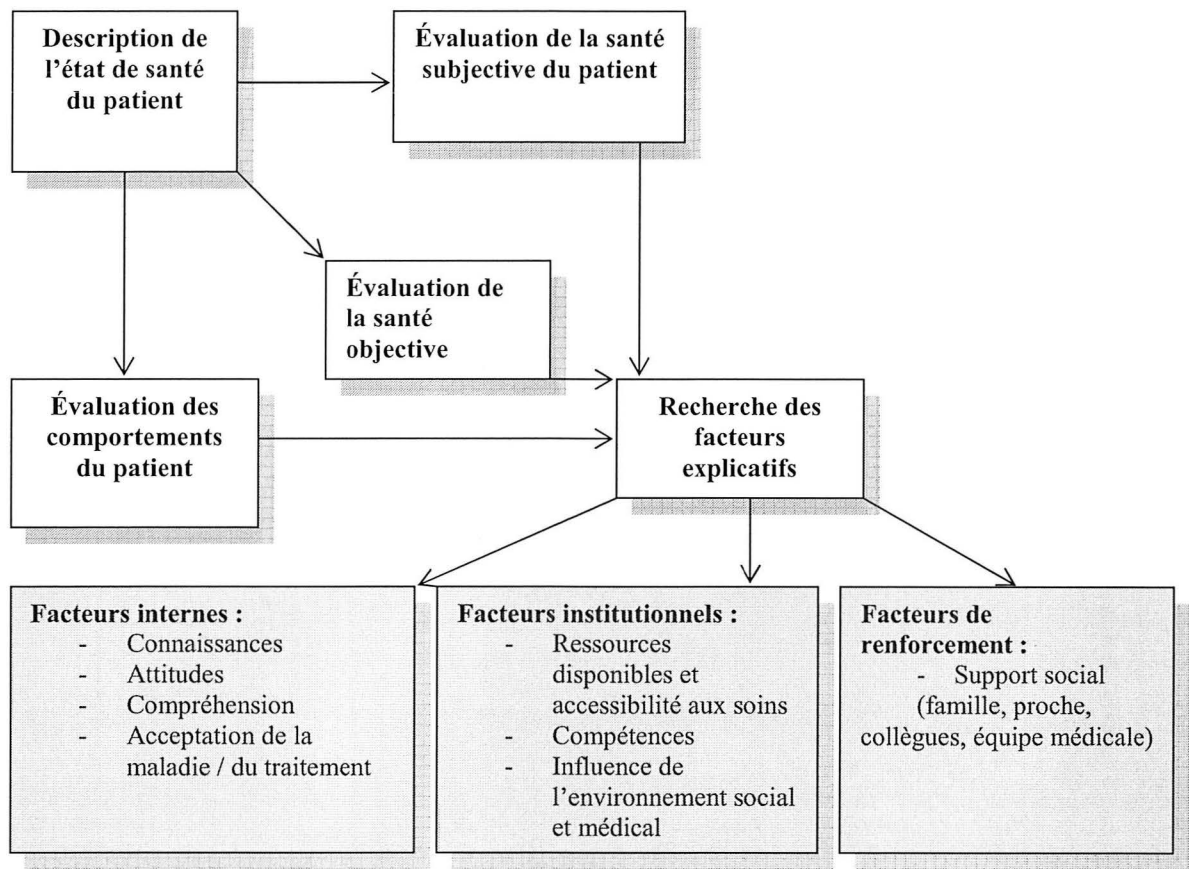 Description de
l'état de santé
du patient
Évaluation de la santé
subjective du patient
Évaluation de
la santé
objective
Évaluation des
comportements
du patient
Recherche des
facteurs
explicatifs
Facteurs internes :
- Connaissances
- Attitudes
- Compréhension
- Acceptation de la
maladie / du traitement
Facteurs institutionnels :
- Ressources
disponibles et
accessibilité aux soins
- Compétences
- Influence de
l'environnement social
et médical
Facteurs de
renforcement :
- Support social
(famille, proche,
collègues, équipe médicale)